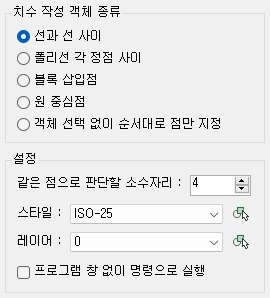 치수 작성 객체 종류
선과 선 사이
폴리선 각 정점 사이
블록 삽입점
원 중심점
객체 선택 없이 순서대로 점만 지정
설정
같은 점으로 판단할 소수자리 : 4
스타일 : ISO-25
레이어 : 0
프로그램 창 없이 명령으로 실행